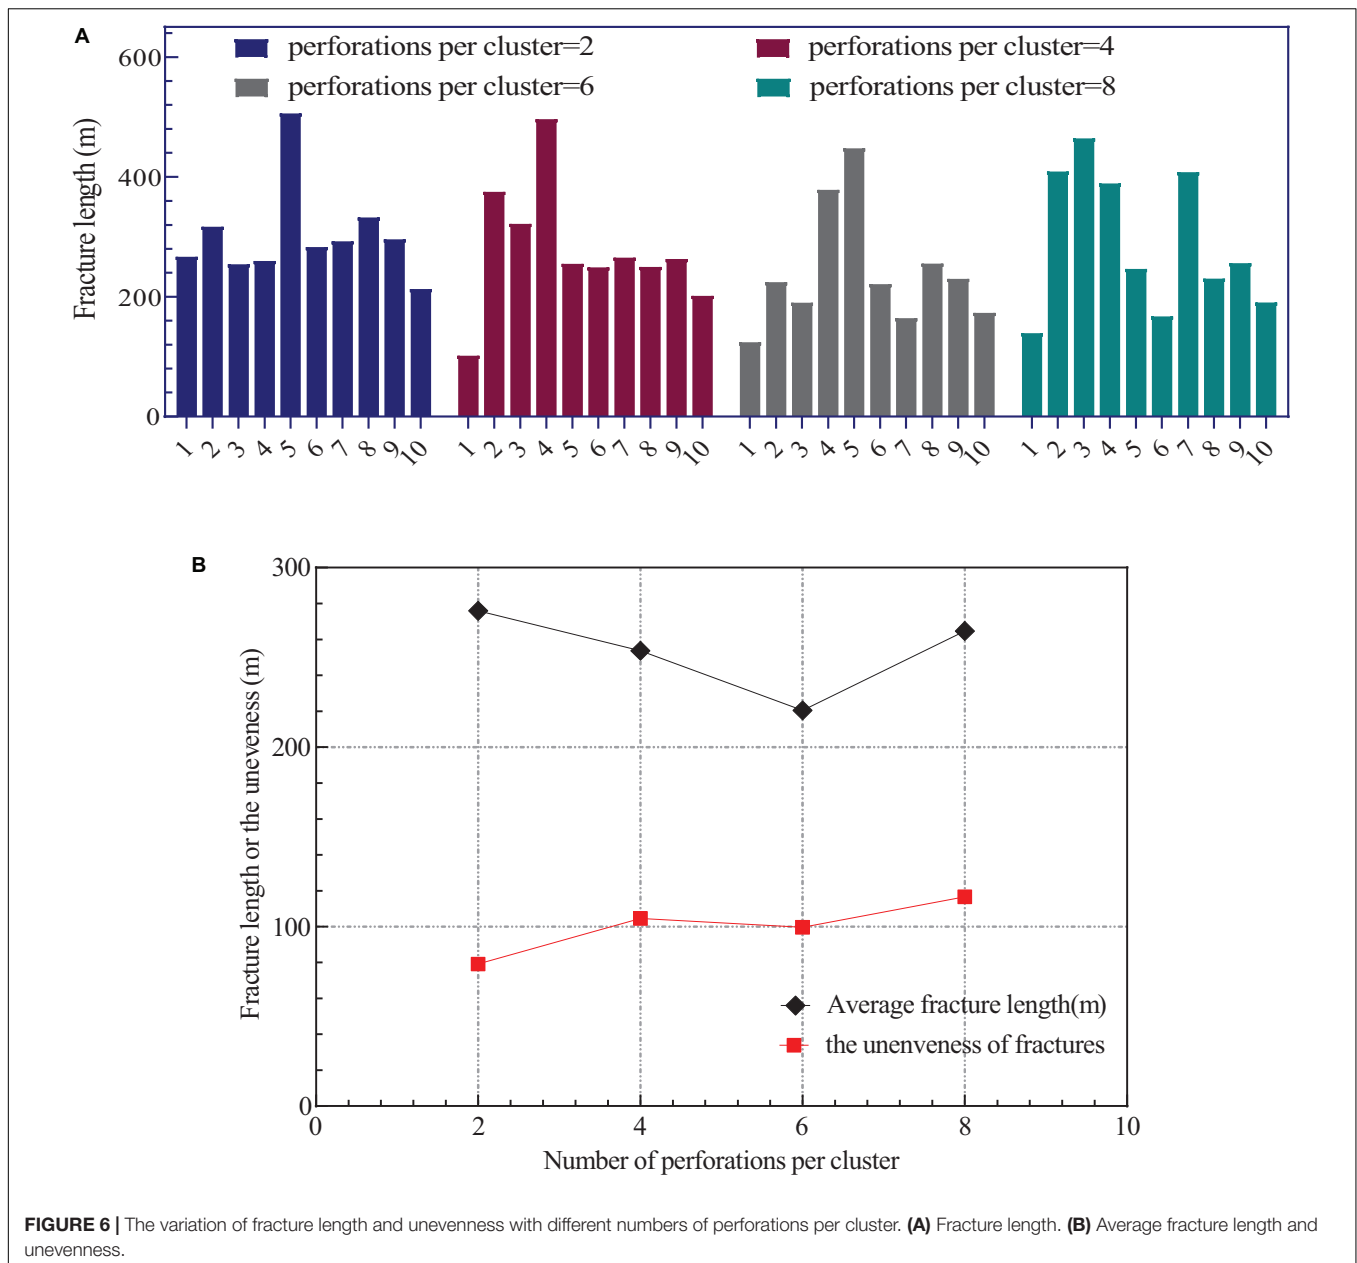 A
perforations per cluster=2
perforations per cluster=4
perforations per cluster=6
perforations per cluster=8
600
400
200
0
Fracture length (m)
1 2 3 4 5 6 7 8 9 10 1 2 3 4 5 6 7 8 9 10 1 2 3 4 5 6 7 8 9 10 1 2 3 4 5 6 7 8 9 10
B
300
200
100
0
Fracture length or the uneveness (m)
Average fracture length(m)
the unenveness of fractures
0 2 4 6 8 10
Number of perforations per cluster
FIGURE 6 | The variation of fracture length and unevenness with different numbers of perforations per cluster. (A) Fracture length. (B) Average fracture length and
unevenness.